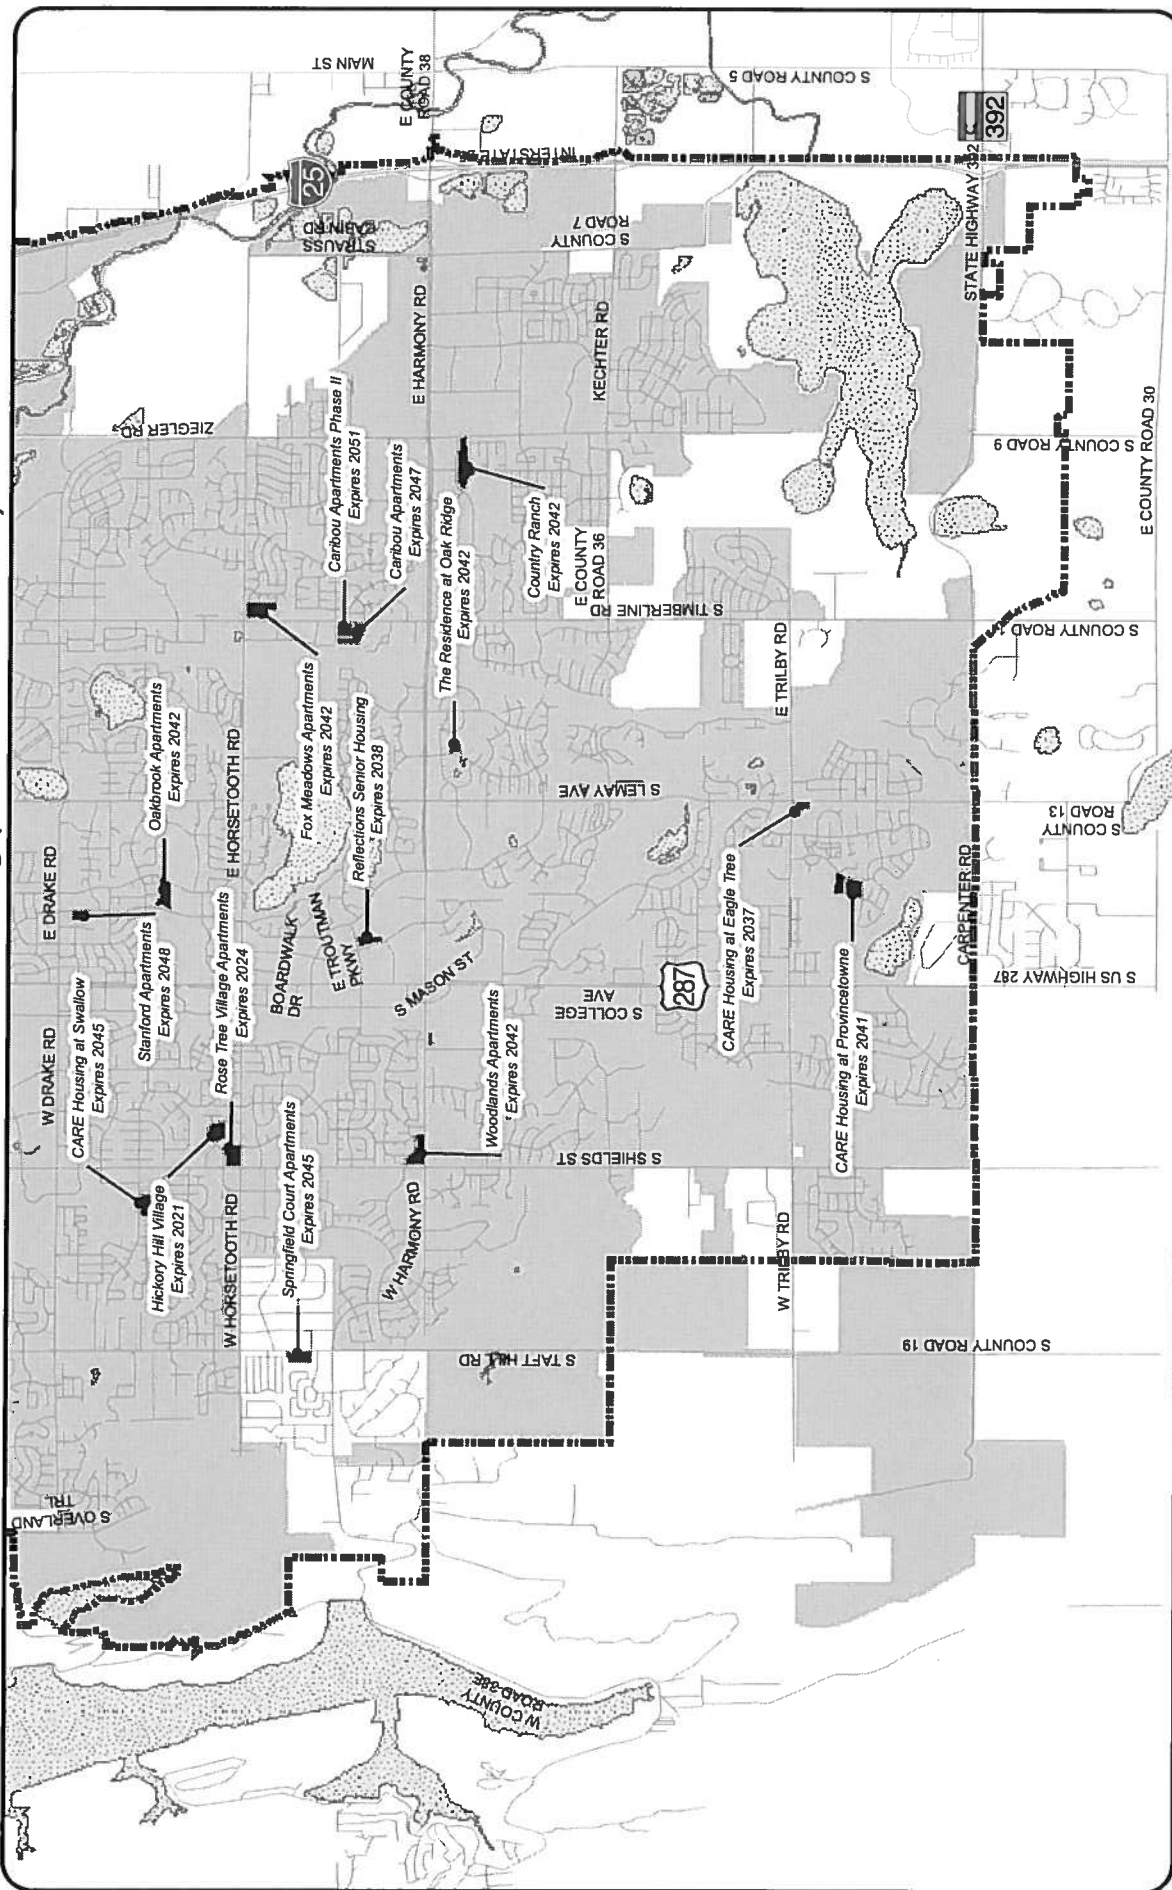 W DRAKE RD
E DRAKE RD
S OVERLAND
TRL
CARE Housing at Swallow
Expires 2045
Hickory Hill Village
Expires 2021
Stanford Apartments
Expires 2048
Oakbrook Apartments
Expires 2042
Rose Tree Village Apartments
Expires 2024
W HORSETOOTH RD
E HORSETOOTH RD
ZIEGLER RD
Springfield Court Apartments
Expires 2045
BOARDWALK
DR
E TROUTMAN
PKWY
Fox Meadows Apartments
Expires 2042
Reflections Senior Housing
Expires 2038
Caribou Apartments Phase II
Expires 2051
Caribou Apartments
Expires 2047
STRAUSS
CABIN RD
25
MAIN ST
E COUNTY
ROAD 38
W HARMONY RD
S MASON ST
E HARMONY RD
The Residence at Oak Ridge
Expires 2042
Woodlands Apartments
Expires 2042
Country Ranch
Expires 2042
W COUNTY
ROAD 38E
S TAFT HILL RD
S SHIELDS ST
S COLLEGE
AVE
S LEMAY AVE
S TIMBERLINE RD
E COUNTY
ROAD 36
KECHTER RD
S COUNTY
ROAD 7
INTERSTATE
287
CARE Housing at Eagle Tree
Expires 2037
W TRILBY RD
E TRILBY RD
S COUNTY ROAD 5
CARE Housing at Provincetowne
Expires 2041
S COUNTY ROAD 19
CARPENTER RD
STATE HIGHWAY 392
392
S US HIGHWAY 287
S COUNTY
ROAD 13
S COUNTY ROAD
S COUNTY ROAD 9
E COUNTY ROAD 30